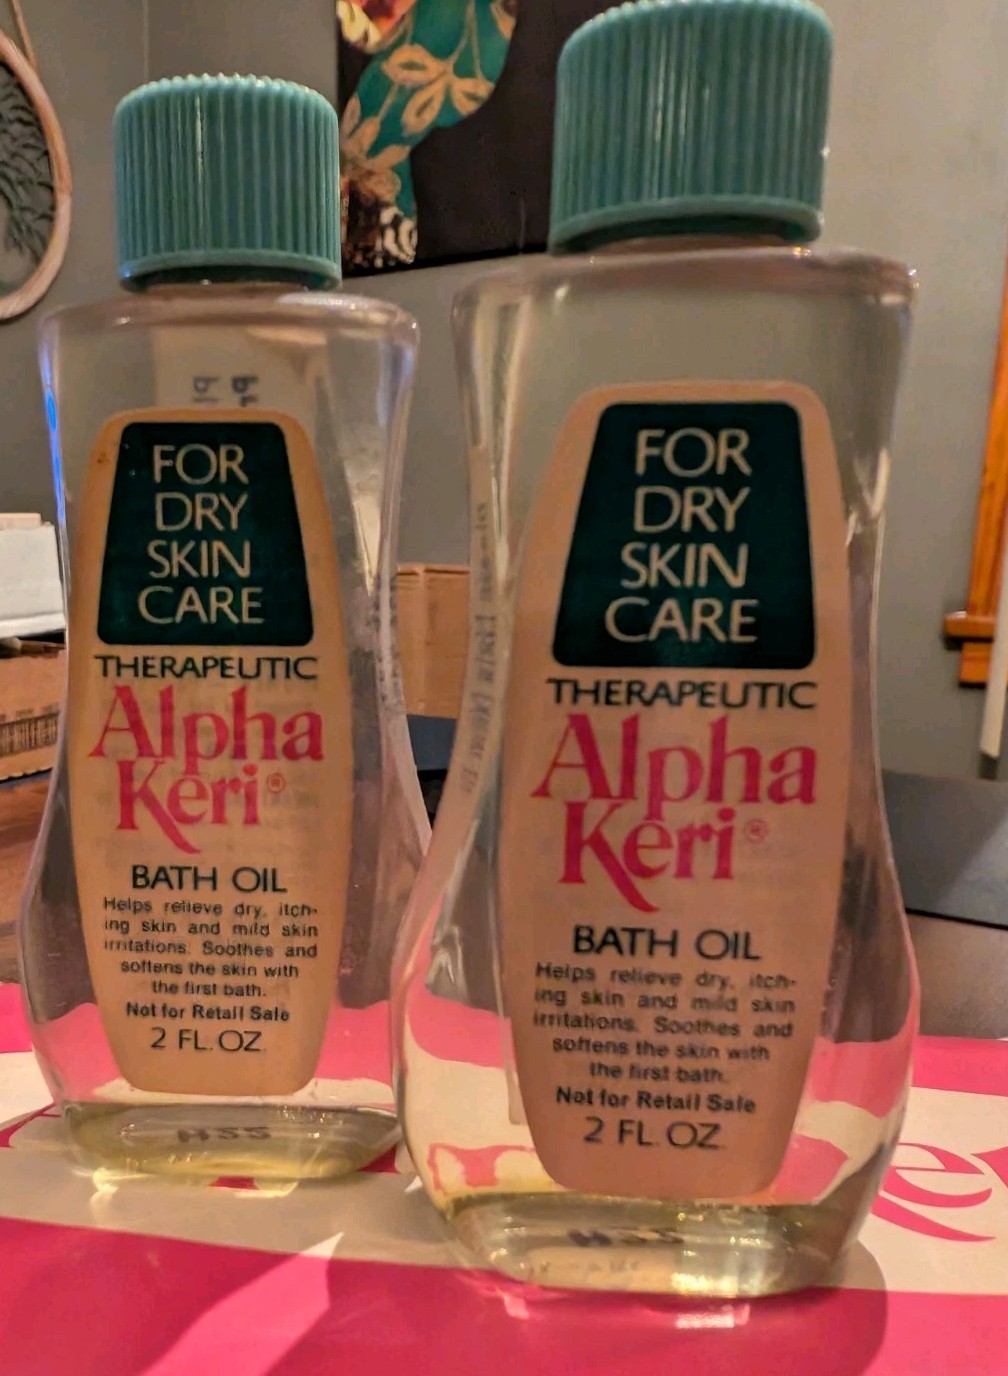 FOR
DRY
SKIN
CARE
THERAPEUTIC
Alpha
Keri®
BATH OIL
Helps relieve dry, itch-
ing skin and mild skin
irritations. Soothes and
softens the skin with
the first bath.
Not for Retail Sale
2 FL.OZ.
FOR
DRY
SKIN
CARE
THERAPEUTIC
Alpha
Keri®
BATH OIL
Helps relieve dry, itch-
ing skin and mild skin
irritations. Soothes and
softens the skin with
the first bath.
Not for Retail Sale
2 FL.OZ.